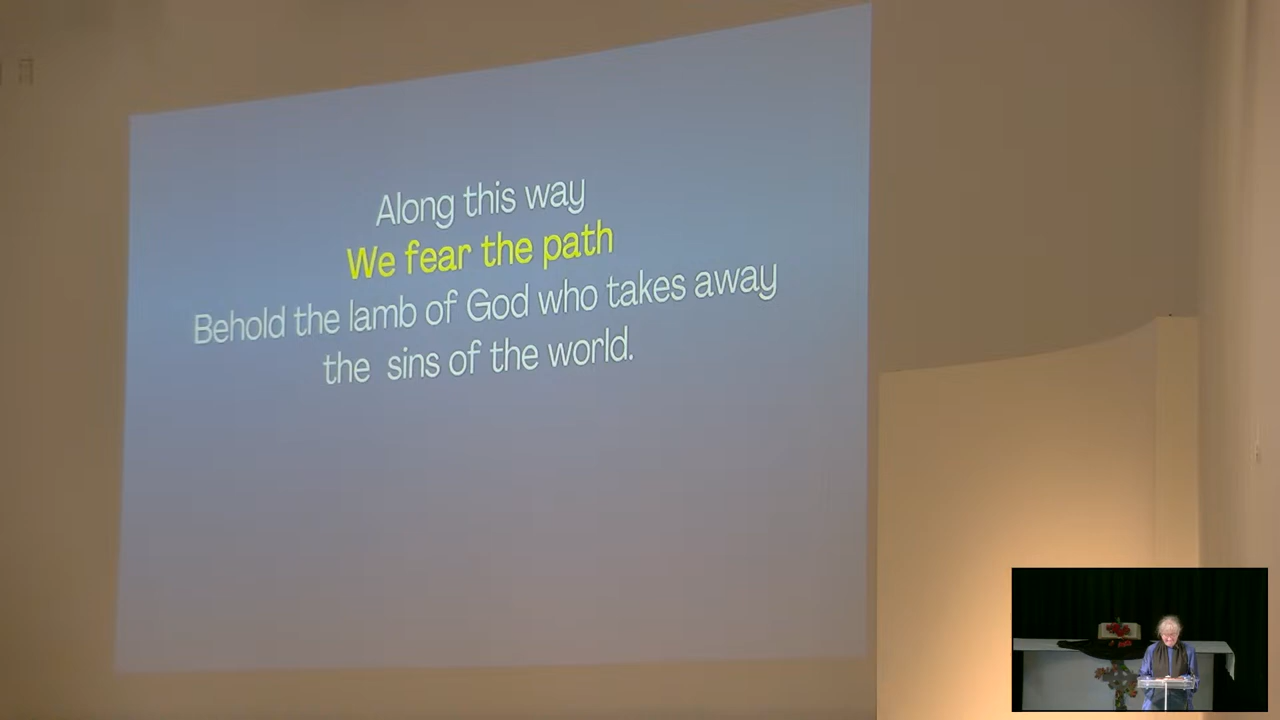 Along this way
We fear the path
Behold the lamb of God who takes away
the sins of the world.